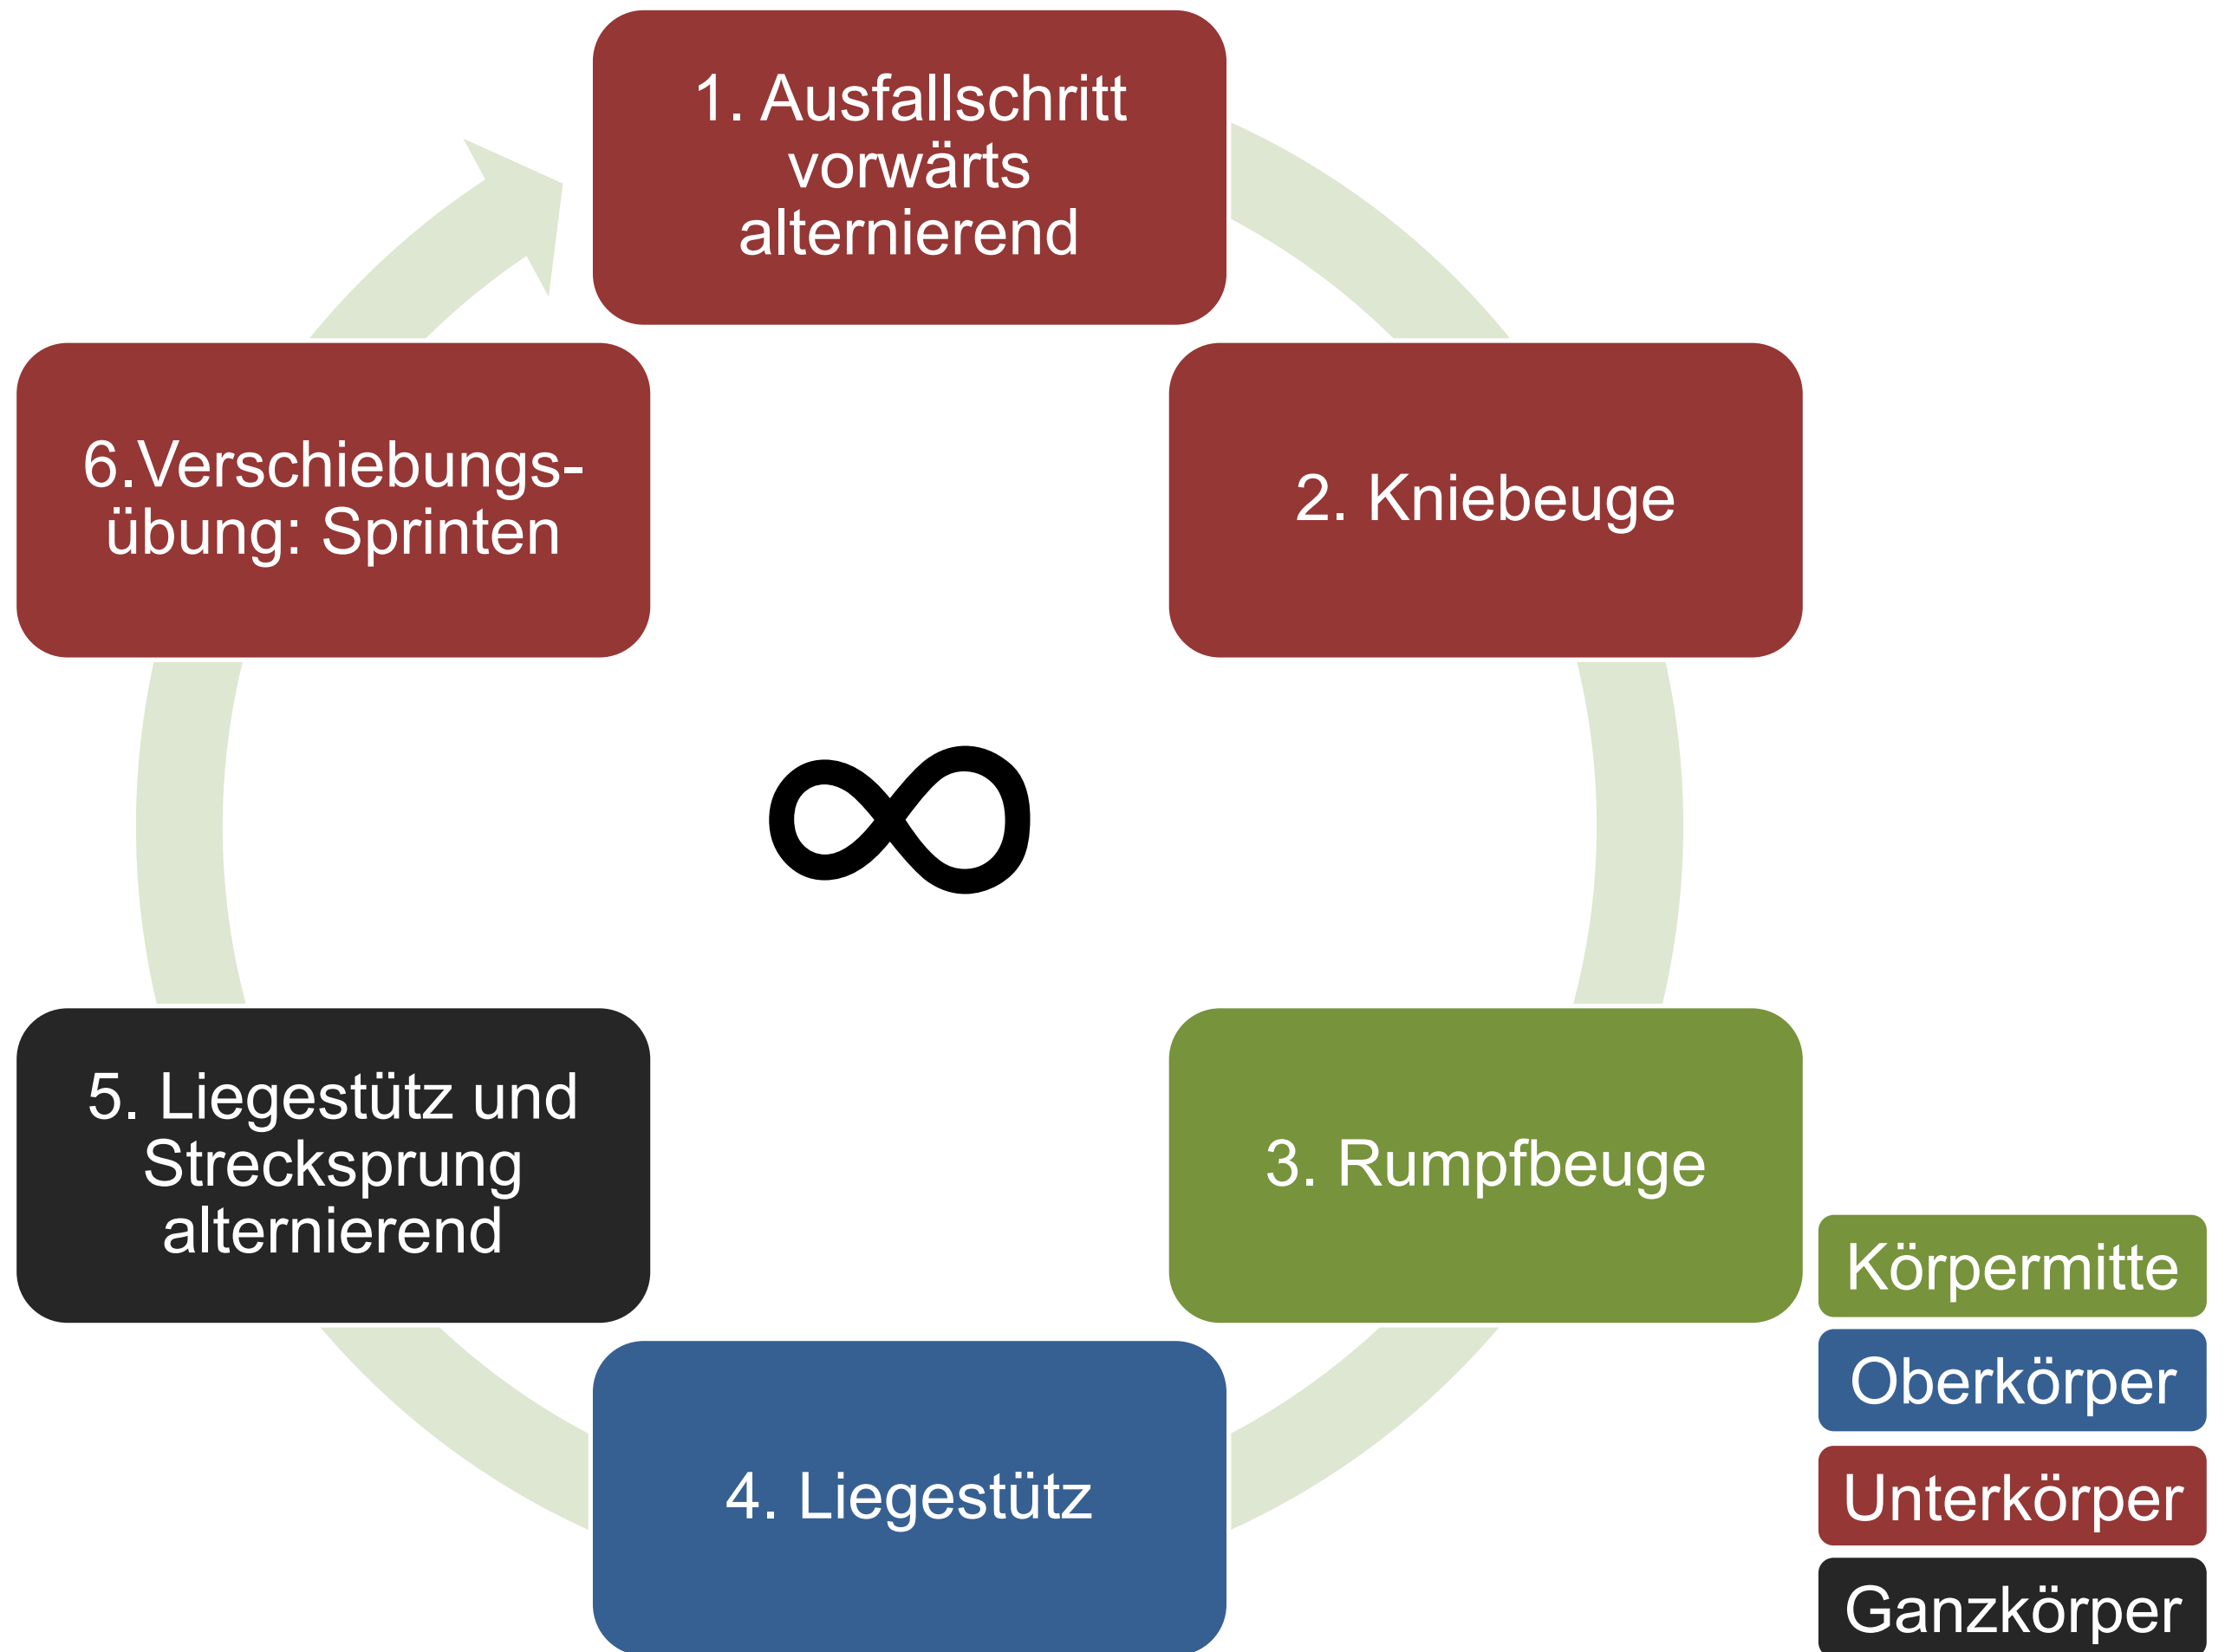 1. Ausfallschritt
vorwärts
alternierend
2. Kniebeuge
3. Rumpfbeuge
4. Liegestütz
5. Liegestütz und
Strecksprung
alternierend
6.Verschiebungs-
übung: Sprinten
∞
Körpermitte
Oberkörper
Unterkörper
Ganzkörper